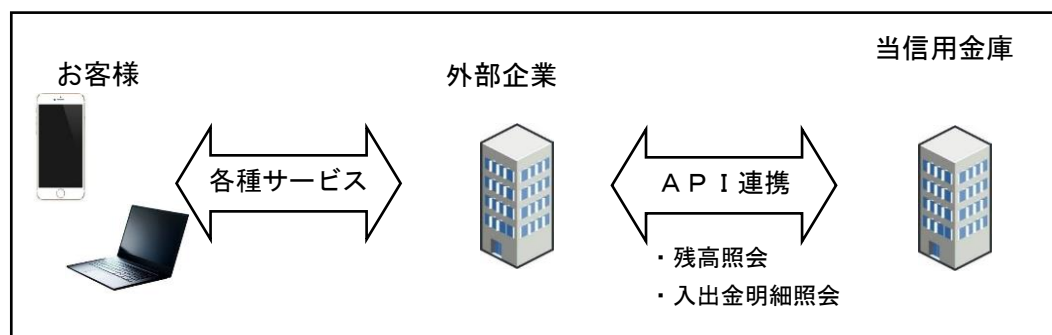 当信用金庫
お客様
外部企業
各種サービス
ＡＰＩ連携
・残高照会
・入出金明細照会